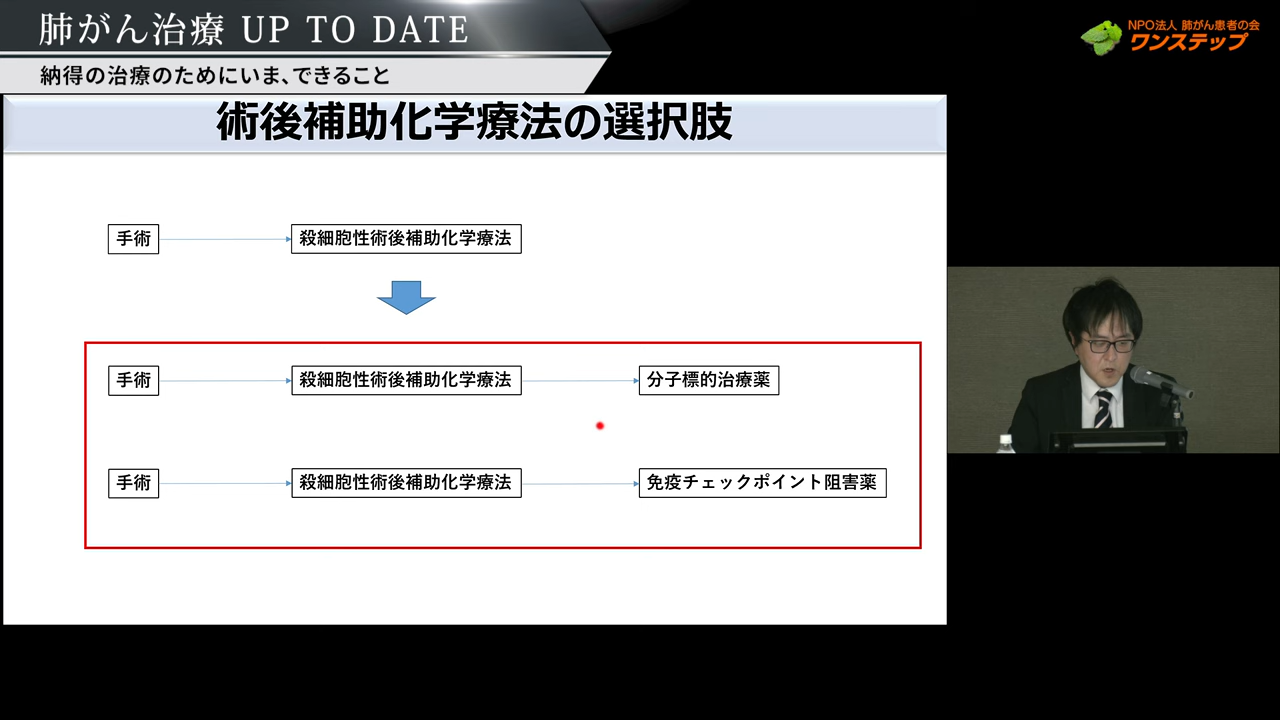 肺がん治療 UP TO DATE
納得の治療のためにいま、できること
NPO法人 肺がん患者の会
ワンステップ
術後補助化学療法の選択肢
手術
殺細胞性術後補助化学療法
手術
殺細胞性術後補助化学療法
分子標的治療薬
手術
殺細胞性術後補助化学療法
免疫チェックポイント阻害薬